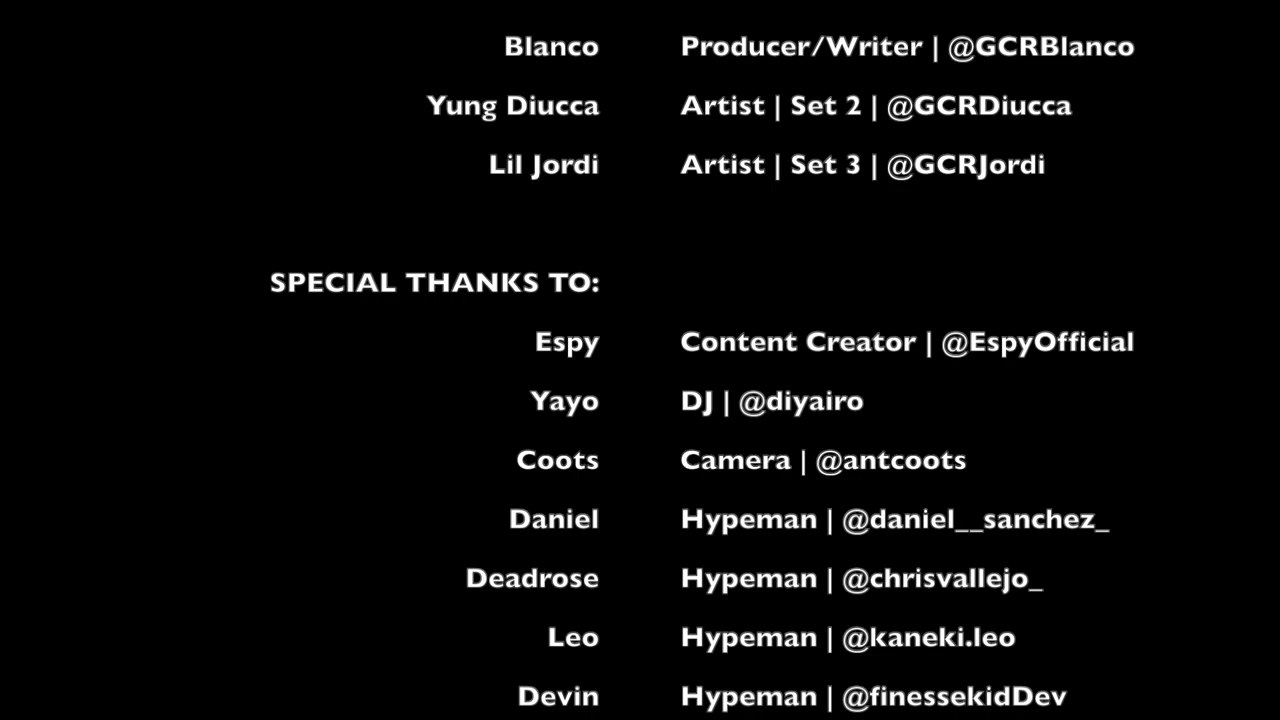 Blanco Producer/Writer | @GCRBlanco
Yung Diucca Artist | Set 2 | @GCRDiucca
Lil Jordi Artist | Set 3 | @GCRJordi
SPECIAL THANKS TO:
Espy Content Creator | @EspyOfficial
Yayo DJ | @diyairo
Coots Camera | @antcoots
Daniel Hypeman | @daniel__sanchez_
Deadrose Hypeman | @chrisvallejo_
Leo Hypeman | @kaneki.leo
Devin Hypeman | @finessekidDev